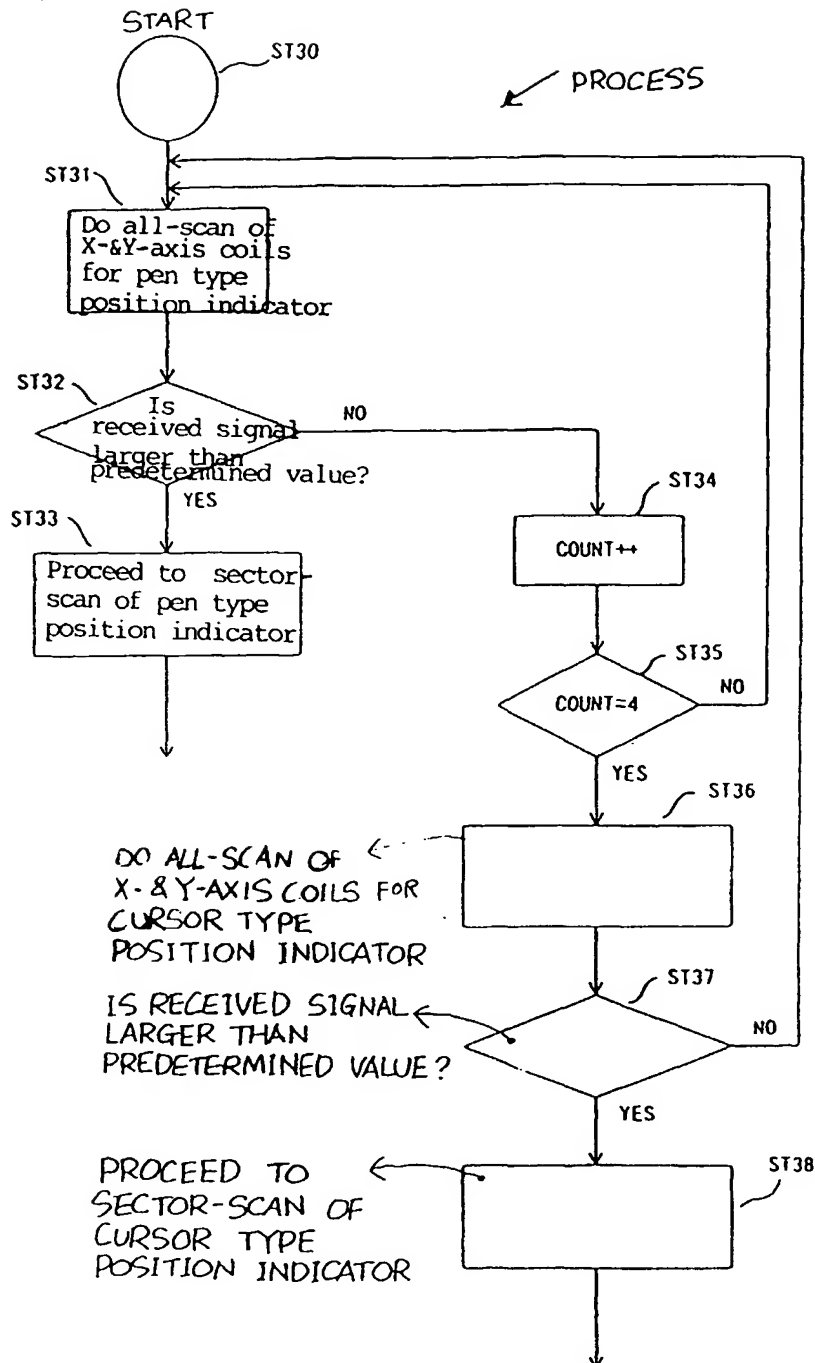 START
ST30
PROCESS
ST31
Do all-scan of
X-&Y-axis coils
for pen type
position indicator
ST32
Is
received signal
larger than
predetermined value?
NO
YES
ST33
Proceed to sector-
scan of pen type
position indicator
ST34
COUNT++
ST35
COUNT=4
NO
YES
ST36
DO ALL-SCAN OF
X- & Y-AXIS COILS FOR
CURSOR TYPE
POSITION INDICATOR
ST37
IS RECEIVED SIGNAL
LARGER THAN
PREDETERMINED VALUE?
NO
YES
ST38
PROCEED TO
SECTOR-SCAN OF
CURSOR TYPE
POSITION INDICATOR